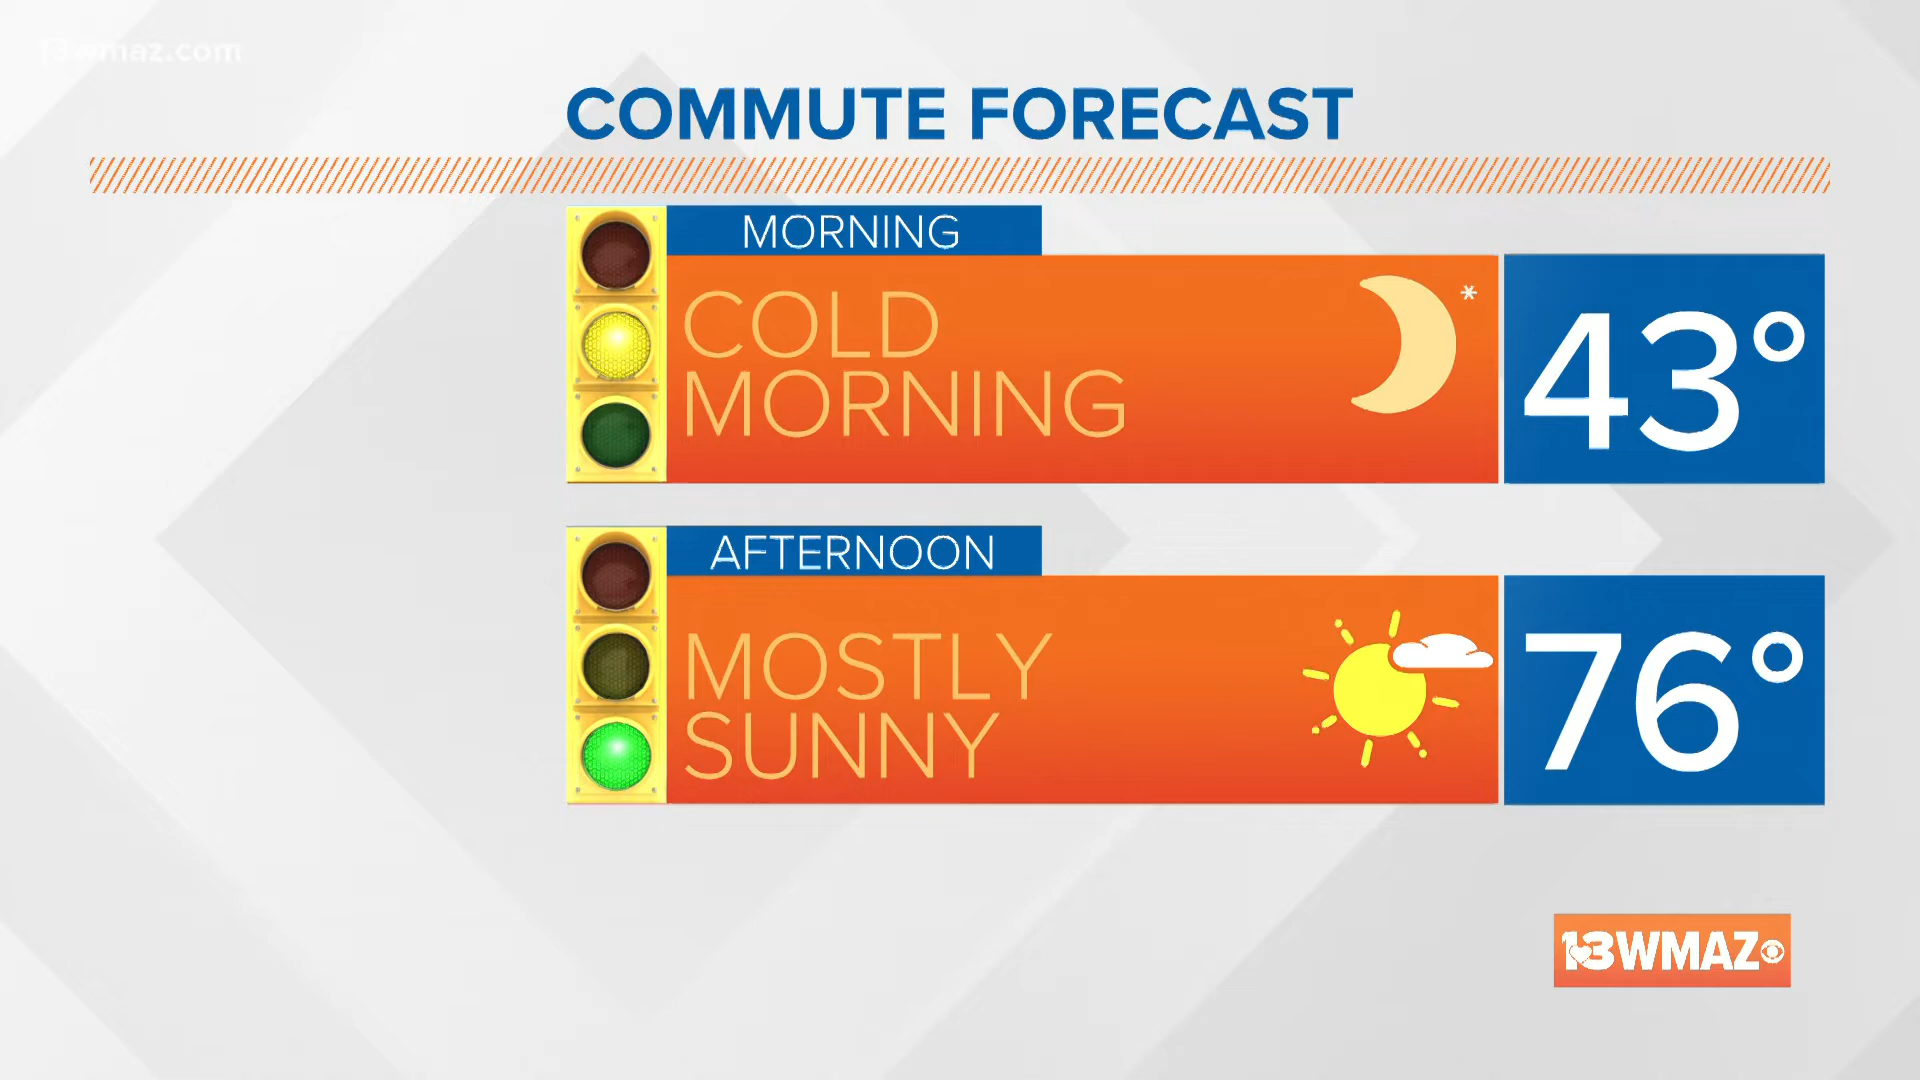 13wmaz.com
COMMUTE FORECAST
MORNING
COLD
MORNING
43°
AFTERNOON
MOSTLY
SUNNY
76°
13WMAZ